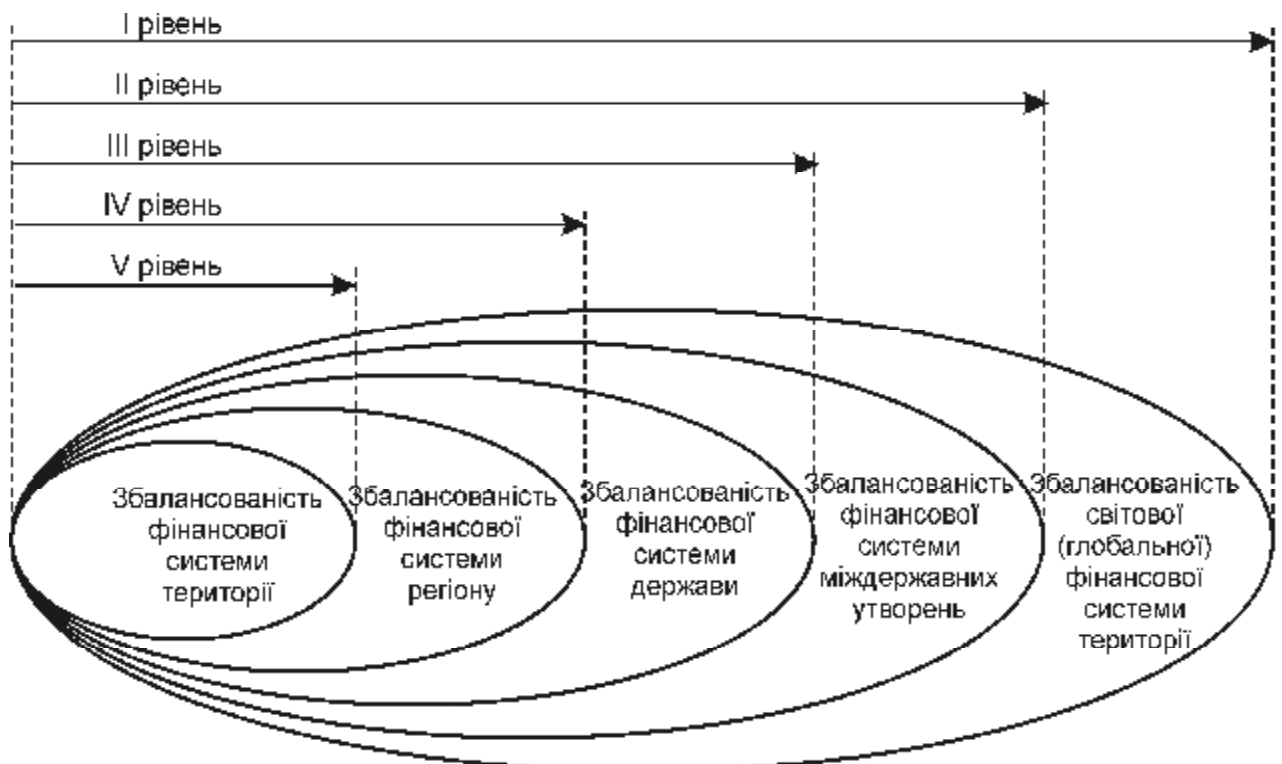 I рівень
II рівень
III рівень
IV рівень
V рівень
Збалансованість
фінансової
системи
території
Збалансованість
фінансової
системи
регіону
Збалансованість
фінансової
системи
держави
Збалансованість
фінансової
системи
міждержавних
утворень
Збалансованість
світової
(глобальної)
фінансової
системи
території